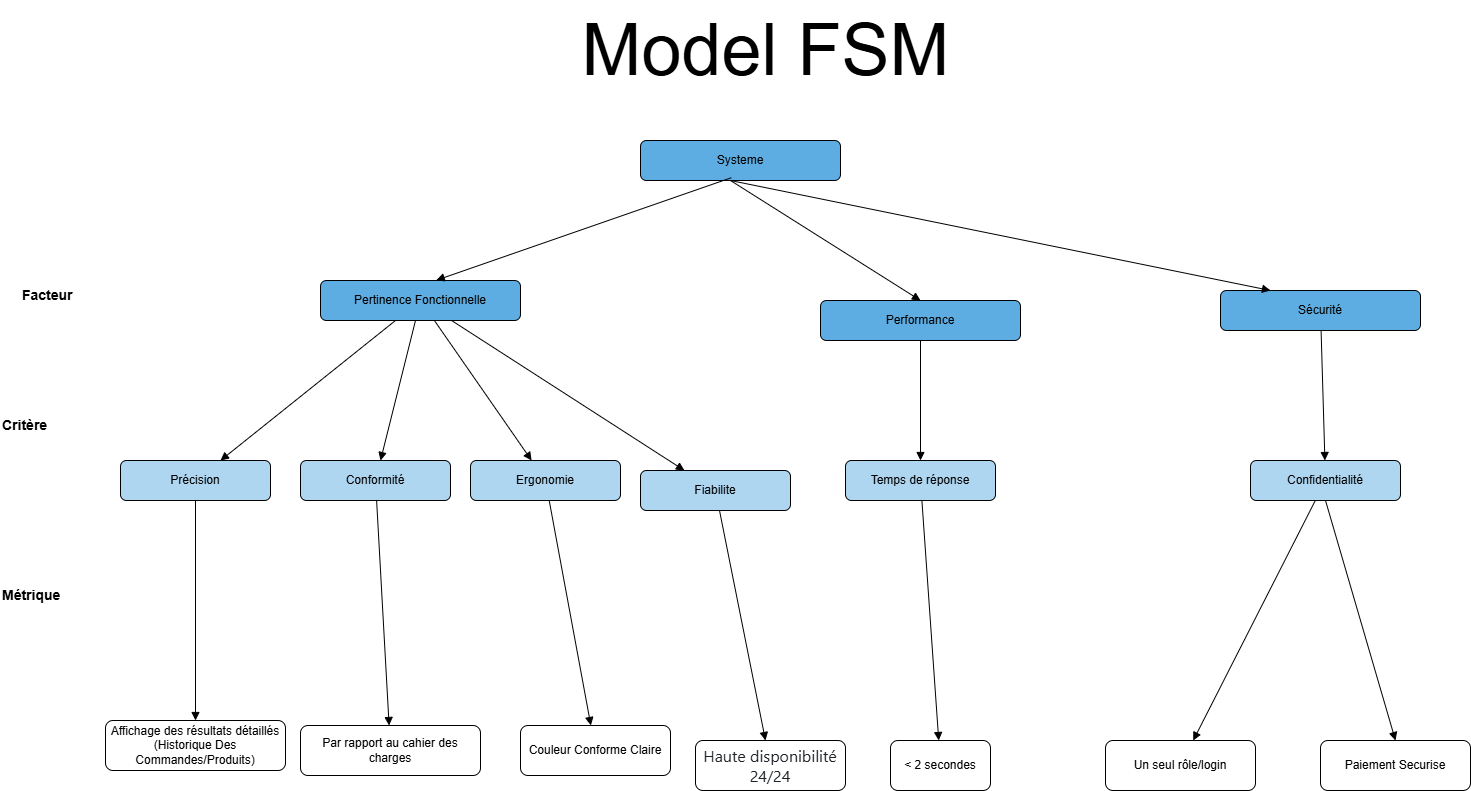 Model FSM
Systeme
Facteur
Pertinence Fonctionnelle
Performance
Sécurité
Critère
Précision
Conformité
Ergonomie
Fiabilite
Temps de réponse
Confidentialité
Métrique
Affichage des résultats détaillés
(Historique Des
Commandes/Produits)
Par rapport au cahier des
charges
Couleur Conforme Claire
Haute disponibilité
24/24
< 2 secondes
Un seul rôle/login
Paiement Securise